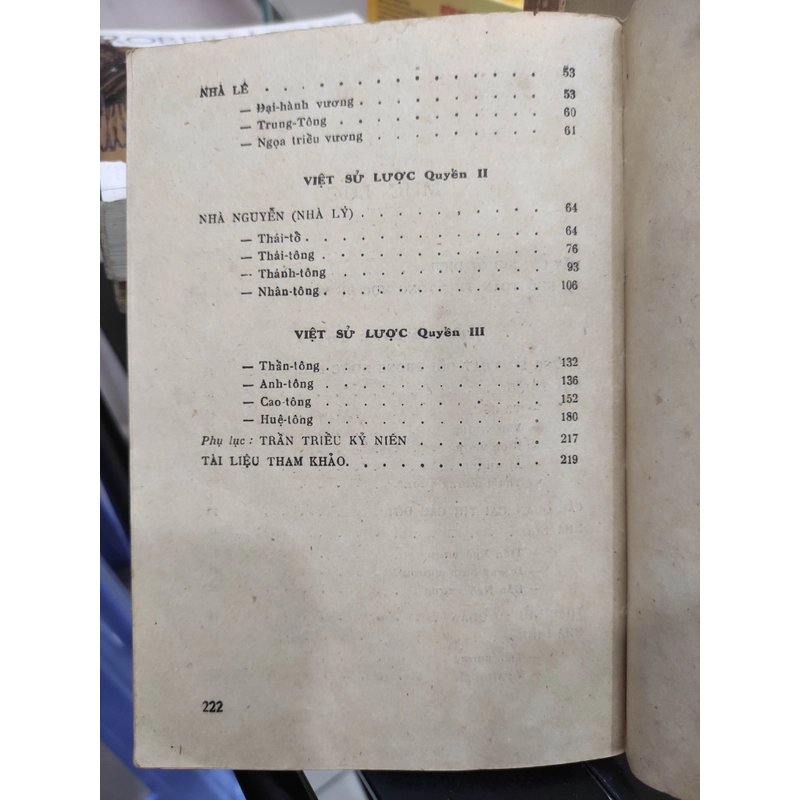 NHÀ LÊ . . . . . . . . . . . . . . 53
— Đại-hành vương . . . . . . . . . . 53
— Trung-Tông . . . . . . . . . . . 60
— Ngọa triều vương . . . . . . . . . 61
VIỆT SỬ LƯỢC Quyển II
NHÀ NGUYỄN (NHÀ LÝ) . . . . . . . . . 64
— Thái-tổ . . . . . . . . . . . . 64
— Thái-tông . . . . . . . . . . . 76
— Thánh-tông . . . . . . . . . . . 93
— Nhân-tông . . . . . . . . . . . 106
VIỆT SỬ LƯỢC Quyển III
— Thần-tông . . . . . . . . . . . 132
— Anh-tông . . . . . . . . . . . 136
— Cao-tông . . . . . . . . . . . 152
— Huệ-tông . . . . . . . . . . . 180
Phụ lục : TRẦN TRIỀU KỶ NIÊN . . . . . . . 217
TÀI LIỆU THAM KHẢO. . . . . . . . . . 219
222